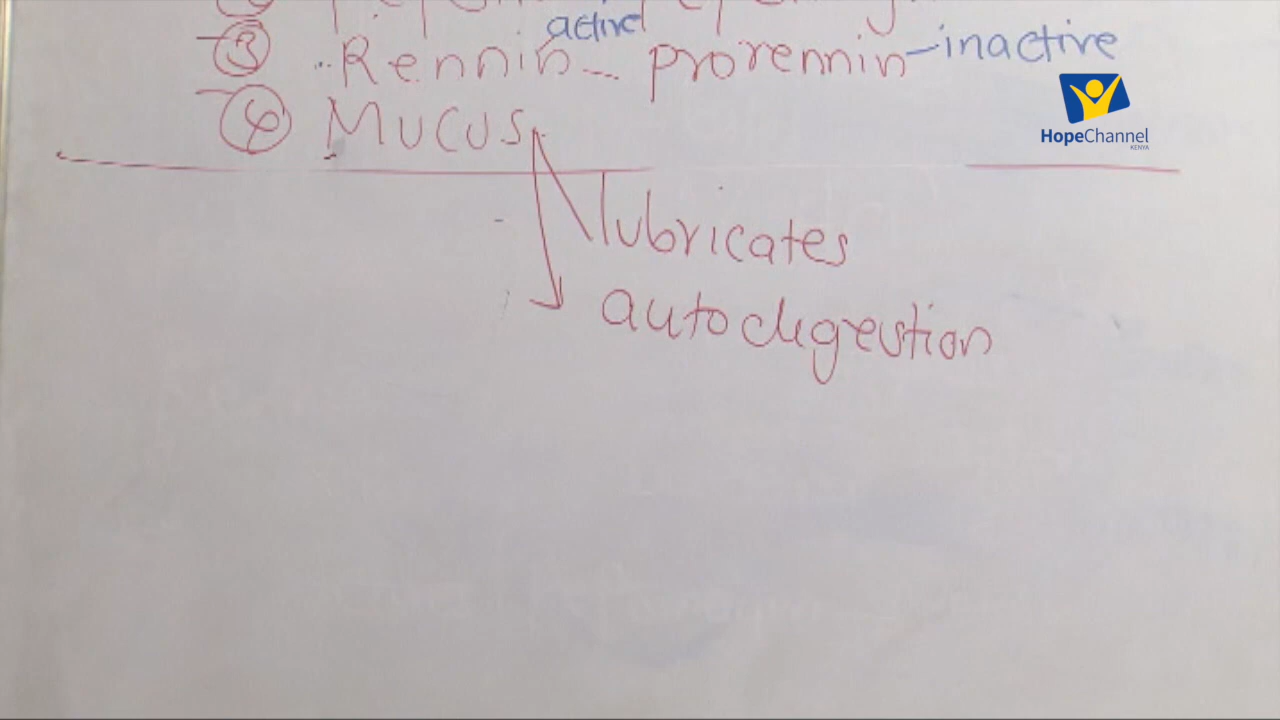 active
③ Rennin - prorennin - inactive
④ Mucus
lubricates
autodigestion
HopeChannel
KENYA